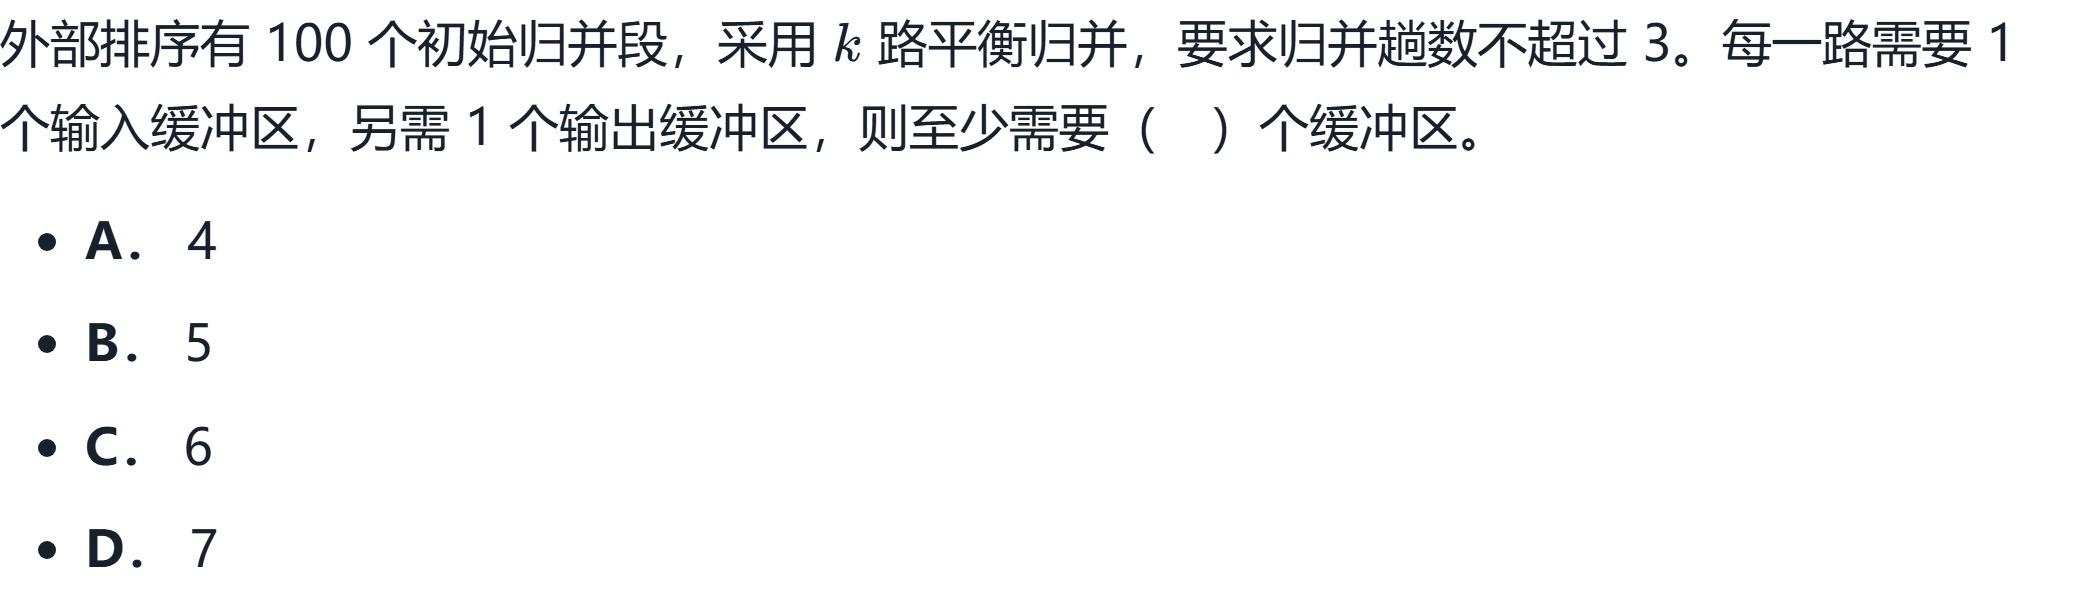 外部排序有 100 个初始归并段，采用 k 路平衡归并，要求归并趟数不超过 3。每一路需要 1
个输入缓冲区，另需 1 个输出缓冲区，则至少需要（　）个缓冲区。
• A. 4
• B. 5
• C. 6
• D. 7